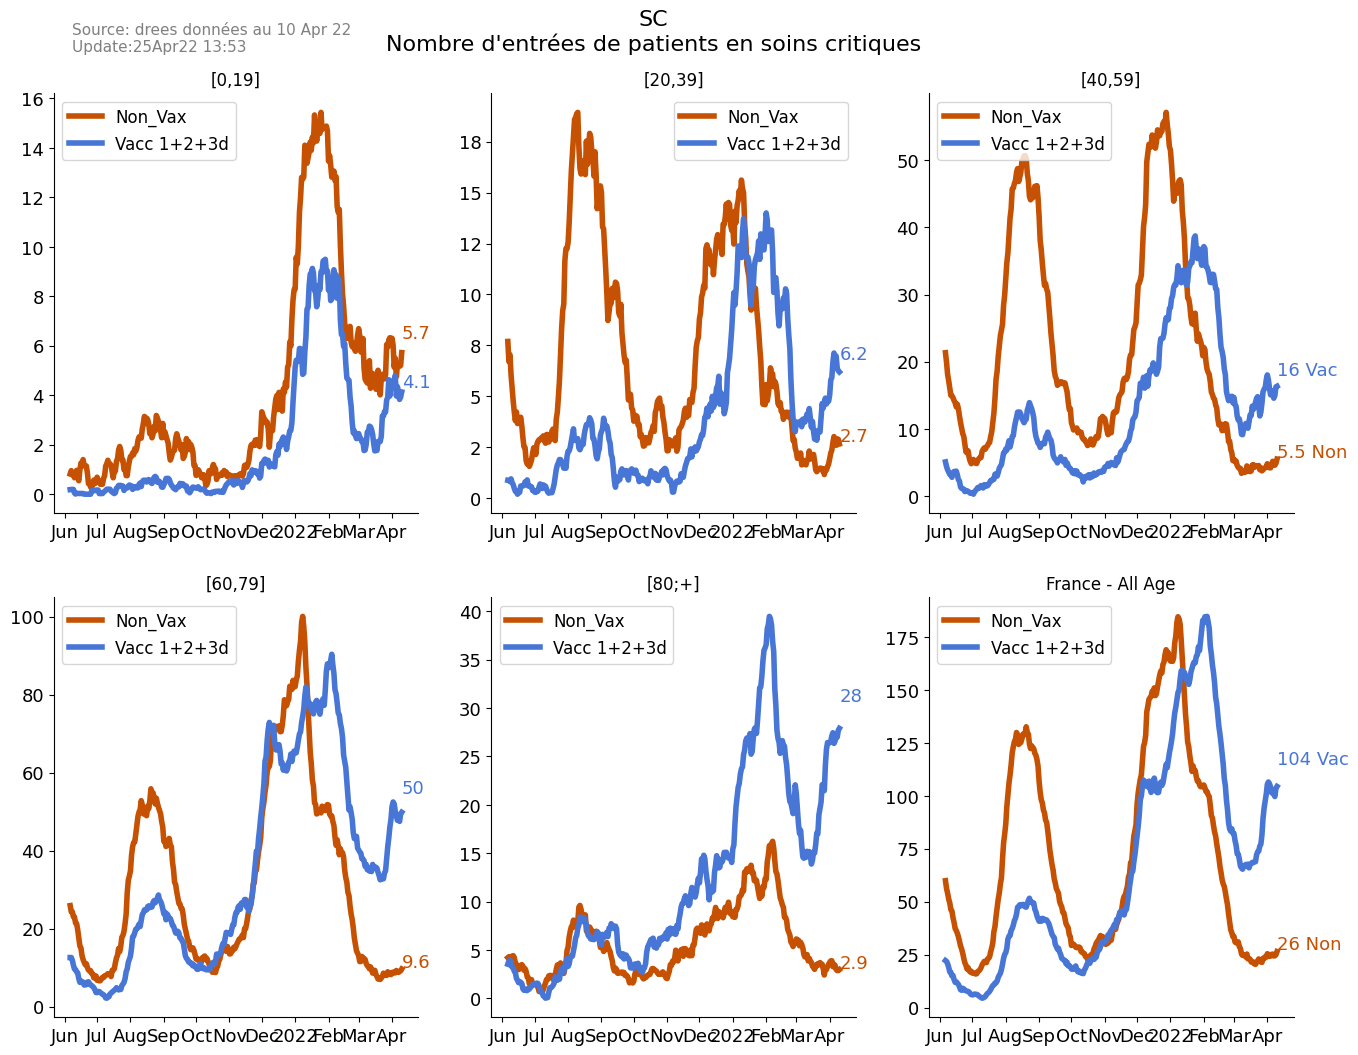 Source: drees données au 10 Apr 22
Update:25Apr22 13:53
SC
Nombre d'entrées de patients en soins critiques
[0,19]
Non_Vax
Vacc 1+2+3d
16
14
12
10
8
6
4
2
0
5.7
4.1
Jun Jul Aug Sep Oct Nov Dec 2022 Feb Mar Apr
[20,39]
Non_Vax
Vacc 1+2+3d
18
15
12
10
8
5
2
0
6.2
2.7
Jun Jul Aug Sep Oct Nov Dec 2022 Feb Mar Apr
[40,59]
Non_Vax
Vacc 1+2+3d
50
40
30
20
10
0
16 Vac
5.5 Non
Jun Jul Aug Sep Oct Nov Dec 2022 Feb Mar Apr
[60,79]
Non_Vax
Vacc 1+2+3d
100
80
60
40
20
0
50
9.6
Jun Jul Aug Sep Oct Nov Dec 2022 Feb Mar Apr
[80;+]
Non_Vax
Vacc 1+2+3d
40
35
30
25
20
15
10
5
0
28
2.9
Jun Jul Aug Sep Oct Nov Dec 2022 Feb Mar Apr
France - All Age
Non_Vax
Vacc 1+2+3d
175
150
125
100
75
50
25
0
104 Vac
26 Non
Jun Jul Aug Sep Oct Nov Dec 2022 Feb Mar Apr